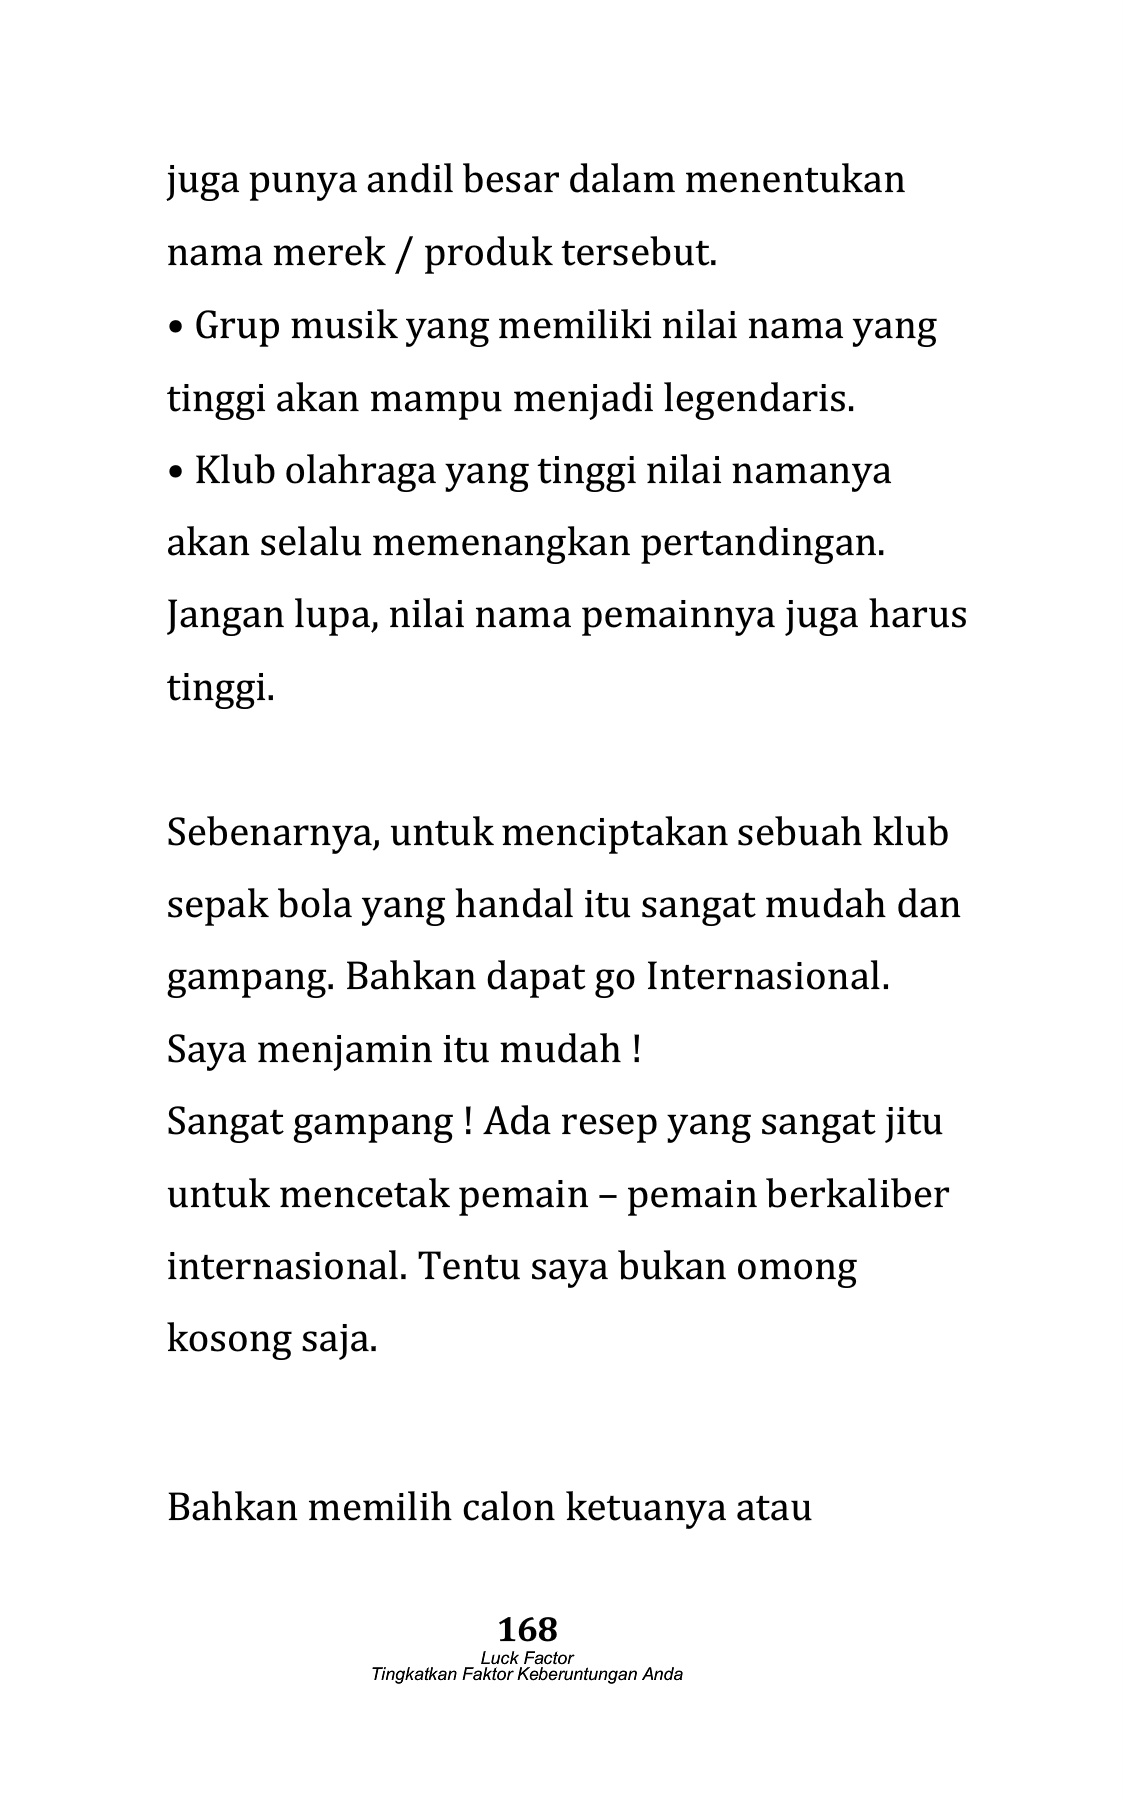 juga punya andil besar dalam menentukan
nama merek / produk tersebut.
• Grup musik yang memiliki nilai nama yang
tinggi akan mampu menjadi legendaris.
• Klub olahraga yang tinggi nilai namanya
akan selalu memenangkan pertandingan.
Jangan lupa, nilai nama pemainnya juga harus
tinggi.
Sebenarnya, untuk menciptakan sebuah klub
sepak bola yang handal itu sangat mudah dan
gampang. Bahkan dapat go Internasional.
Saya menjamin itu mudah !
Sangat gampang ! Ada resep yang sangat jitu
untuk mencetak pemain – pemain berkaliber
internasional. Tentu saya bukan omong
kosong saja.
Bahkan memilih calon ketuanya atau
168
Luck Factor
Tingkatkan Faktor Keberuntungan Anda